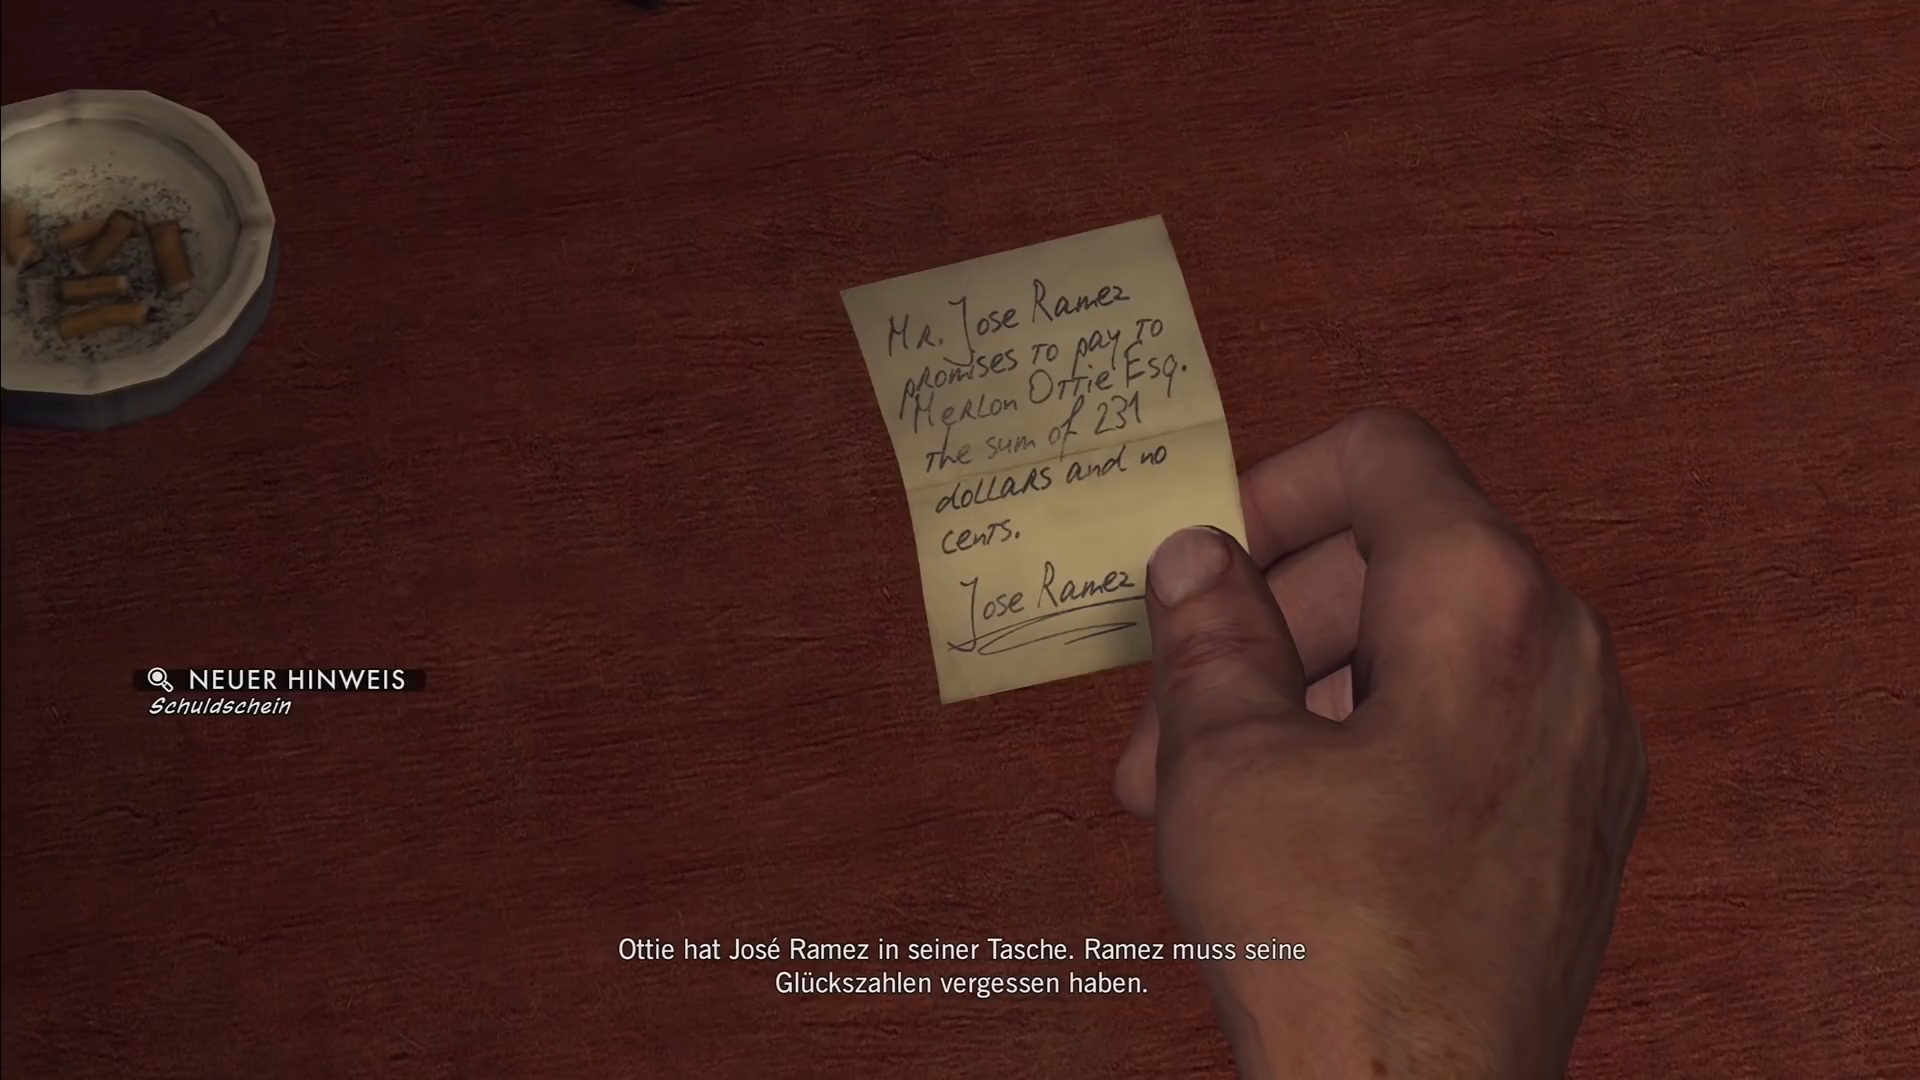 Mr. Jose Ramez
promises to pay to
Merlon Ottie Esq.
the sum of 231
dollars and no
cents.
Jose Ramez
NEUER HINWEIS
Schuldschein
Ottie hat José Ramez in seiner Tasche. Ramez muss seine
Glückszahlen vergessen haben.